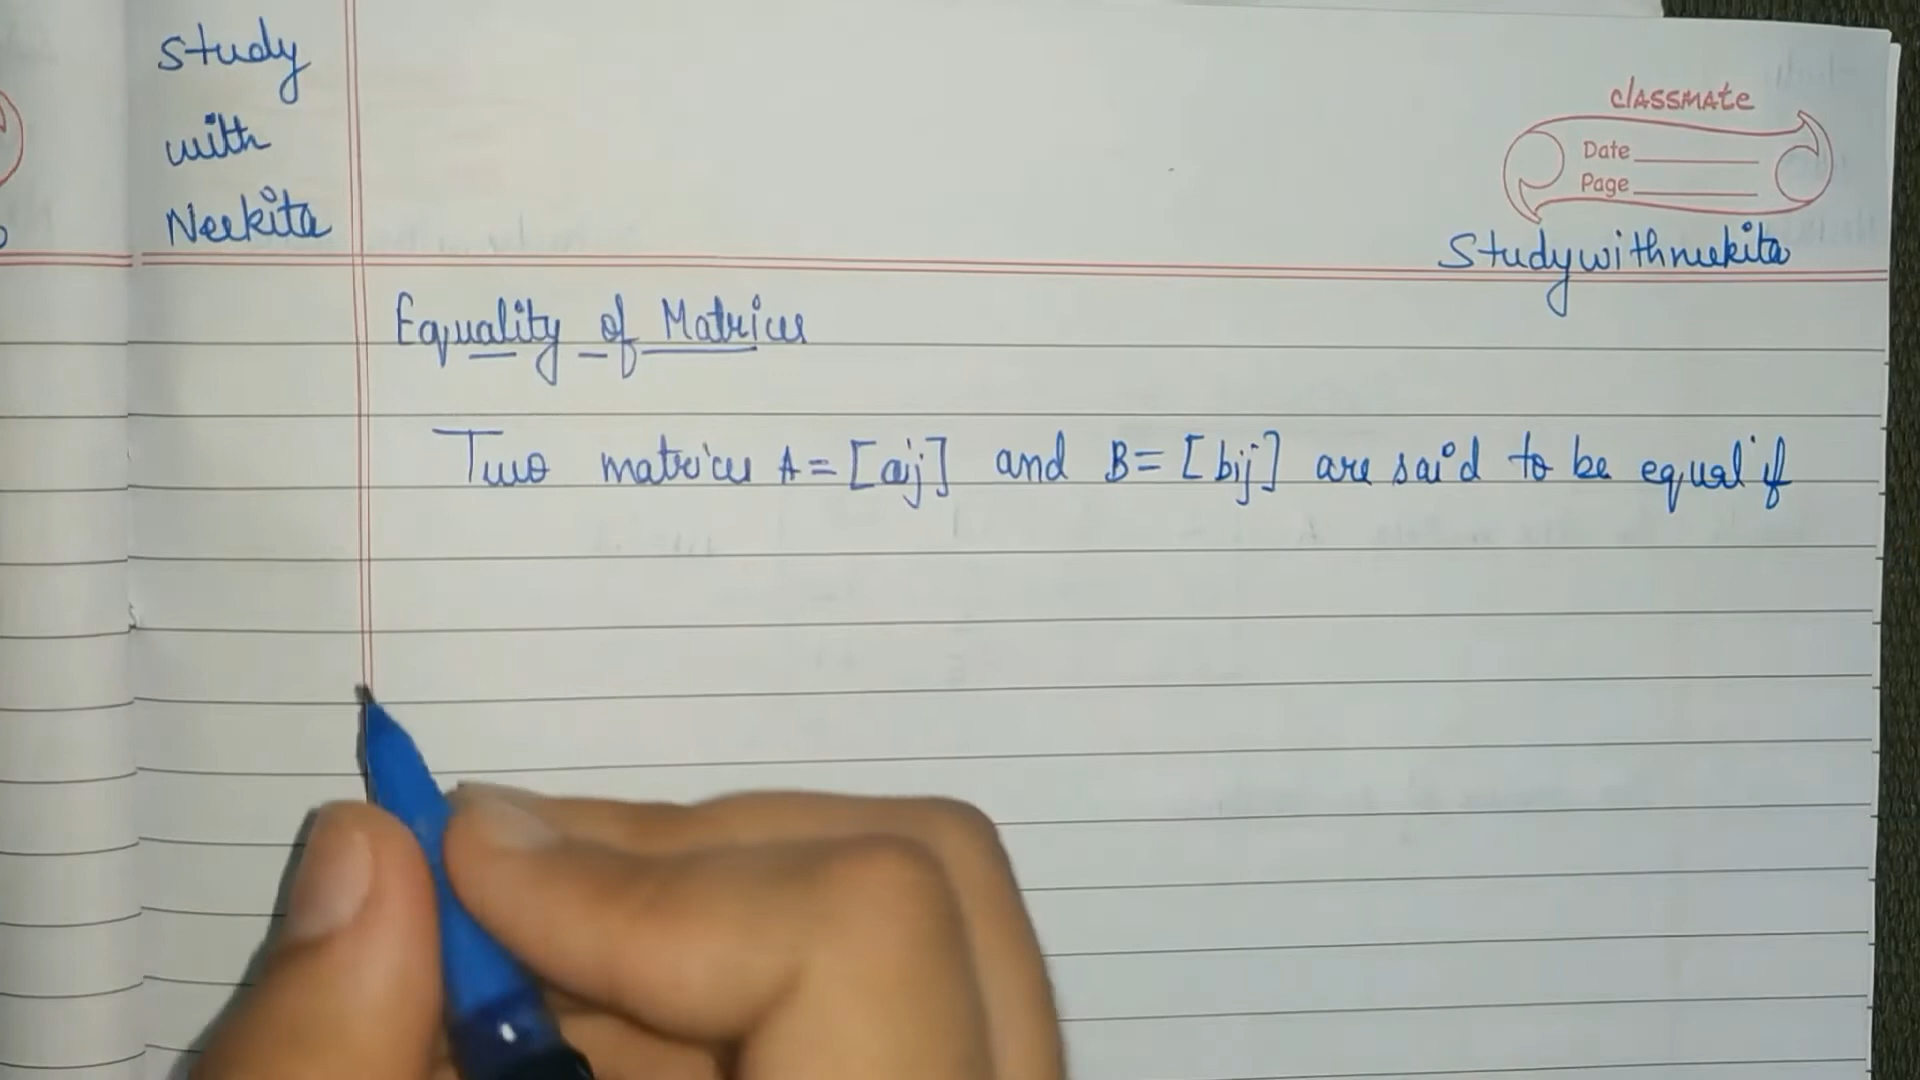 Study
with
Neekita
classmate
Date
Page
Studywithneekita
Equality of Matrices
Two matrices A = [aij] and B = [bij] are said to be equal if